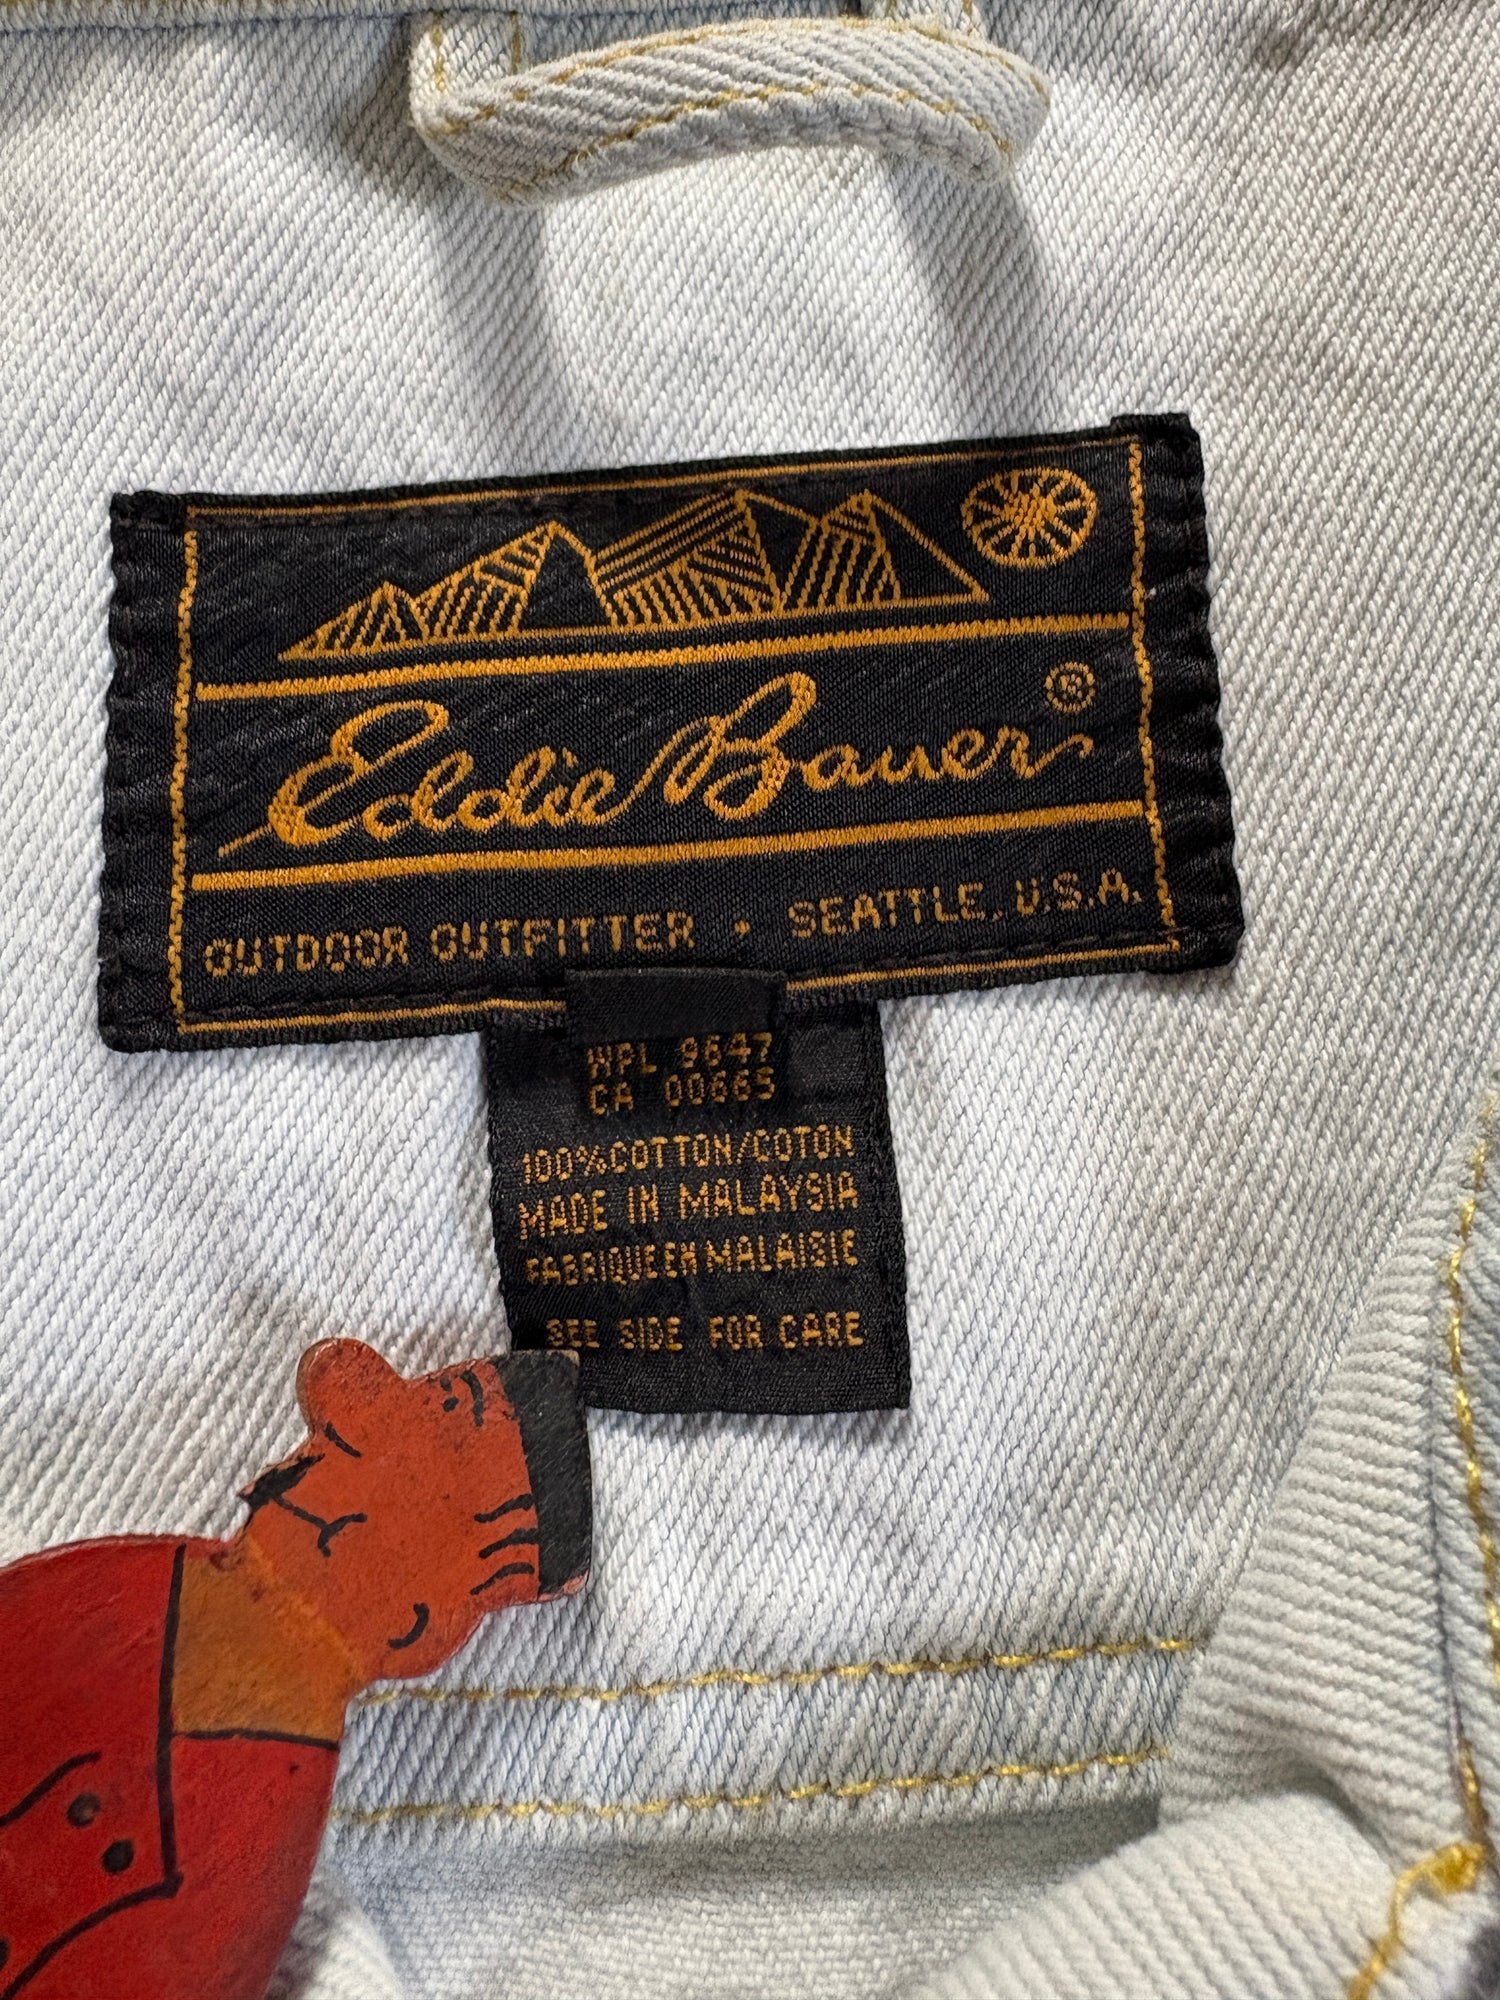 Eddie Bauer ®
OUTDOOR OUTFITTER • SEATTLE, U.S.A.
WPL 9647
CA 00665
100%COTTON/COTON
MADE IN MALAYSIA
FABRIQUE EN MALAISIE
SEE SIDE FOR CARE